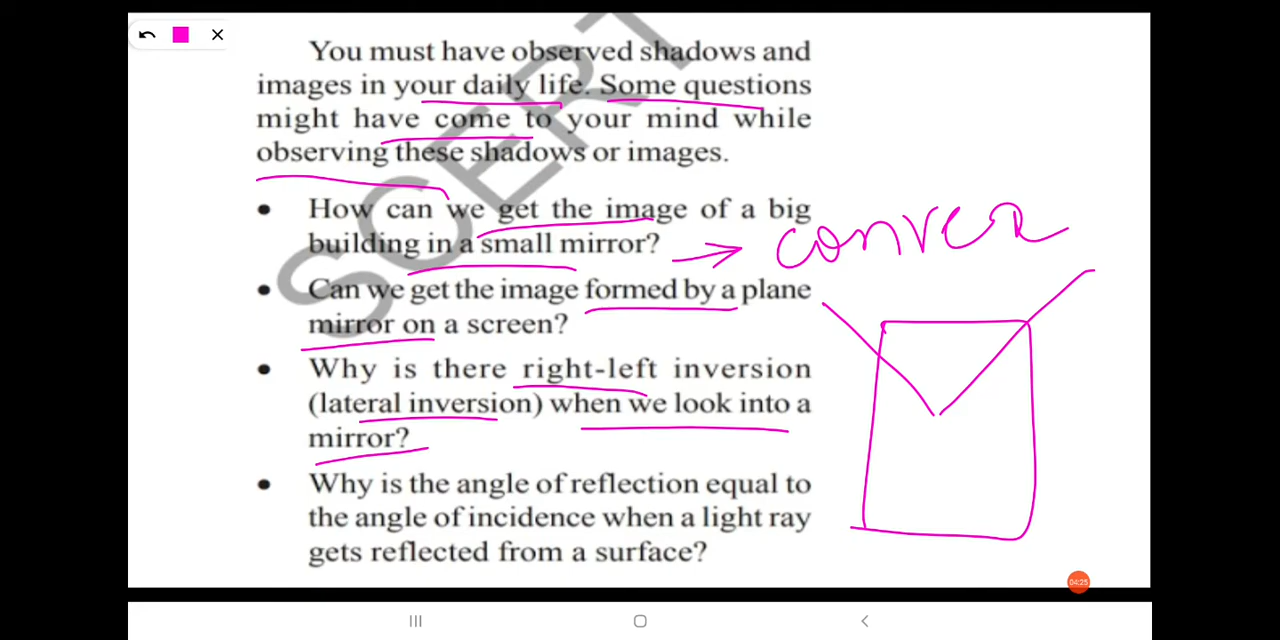 You must have observed shadows and
images in your daily life. Some questions
might have come to your mind while
observing these shadows or images.
• How can we get the image of a big
building in a small mirror?
convex
• Can we get the image formed by a plane
mirror on a screen?
• Why is there right-left inversion
(lateral inversion) when we look into a
mirror?
• Why is the angle of reflection equal to
the angle of incidence when a light ray
gets reflected from a surface?
SCERT
04:25